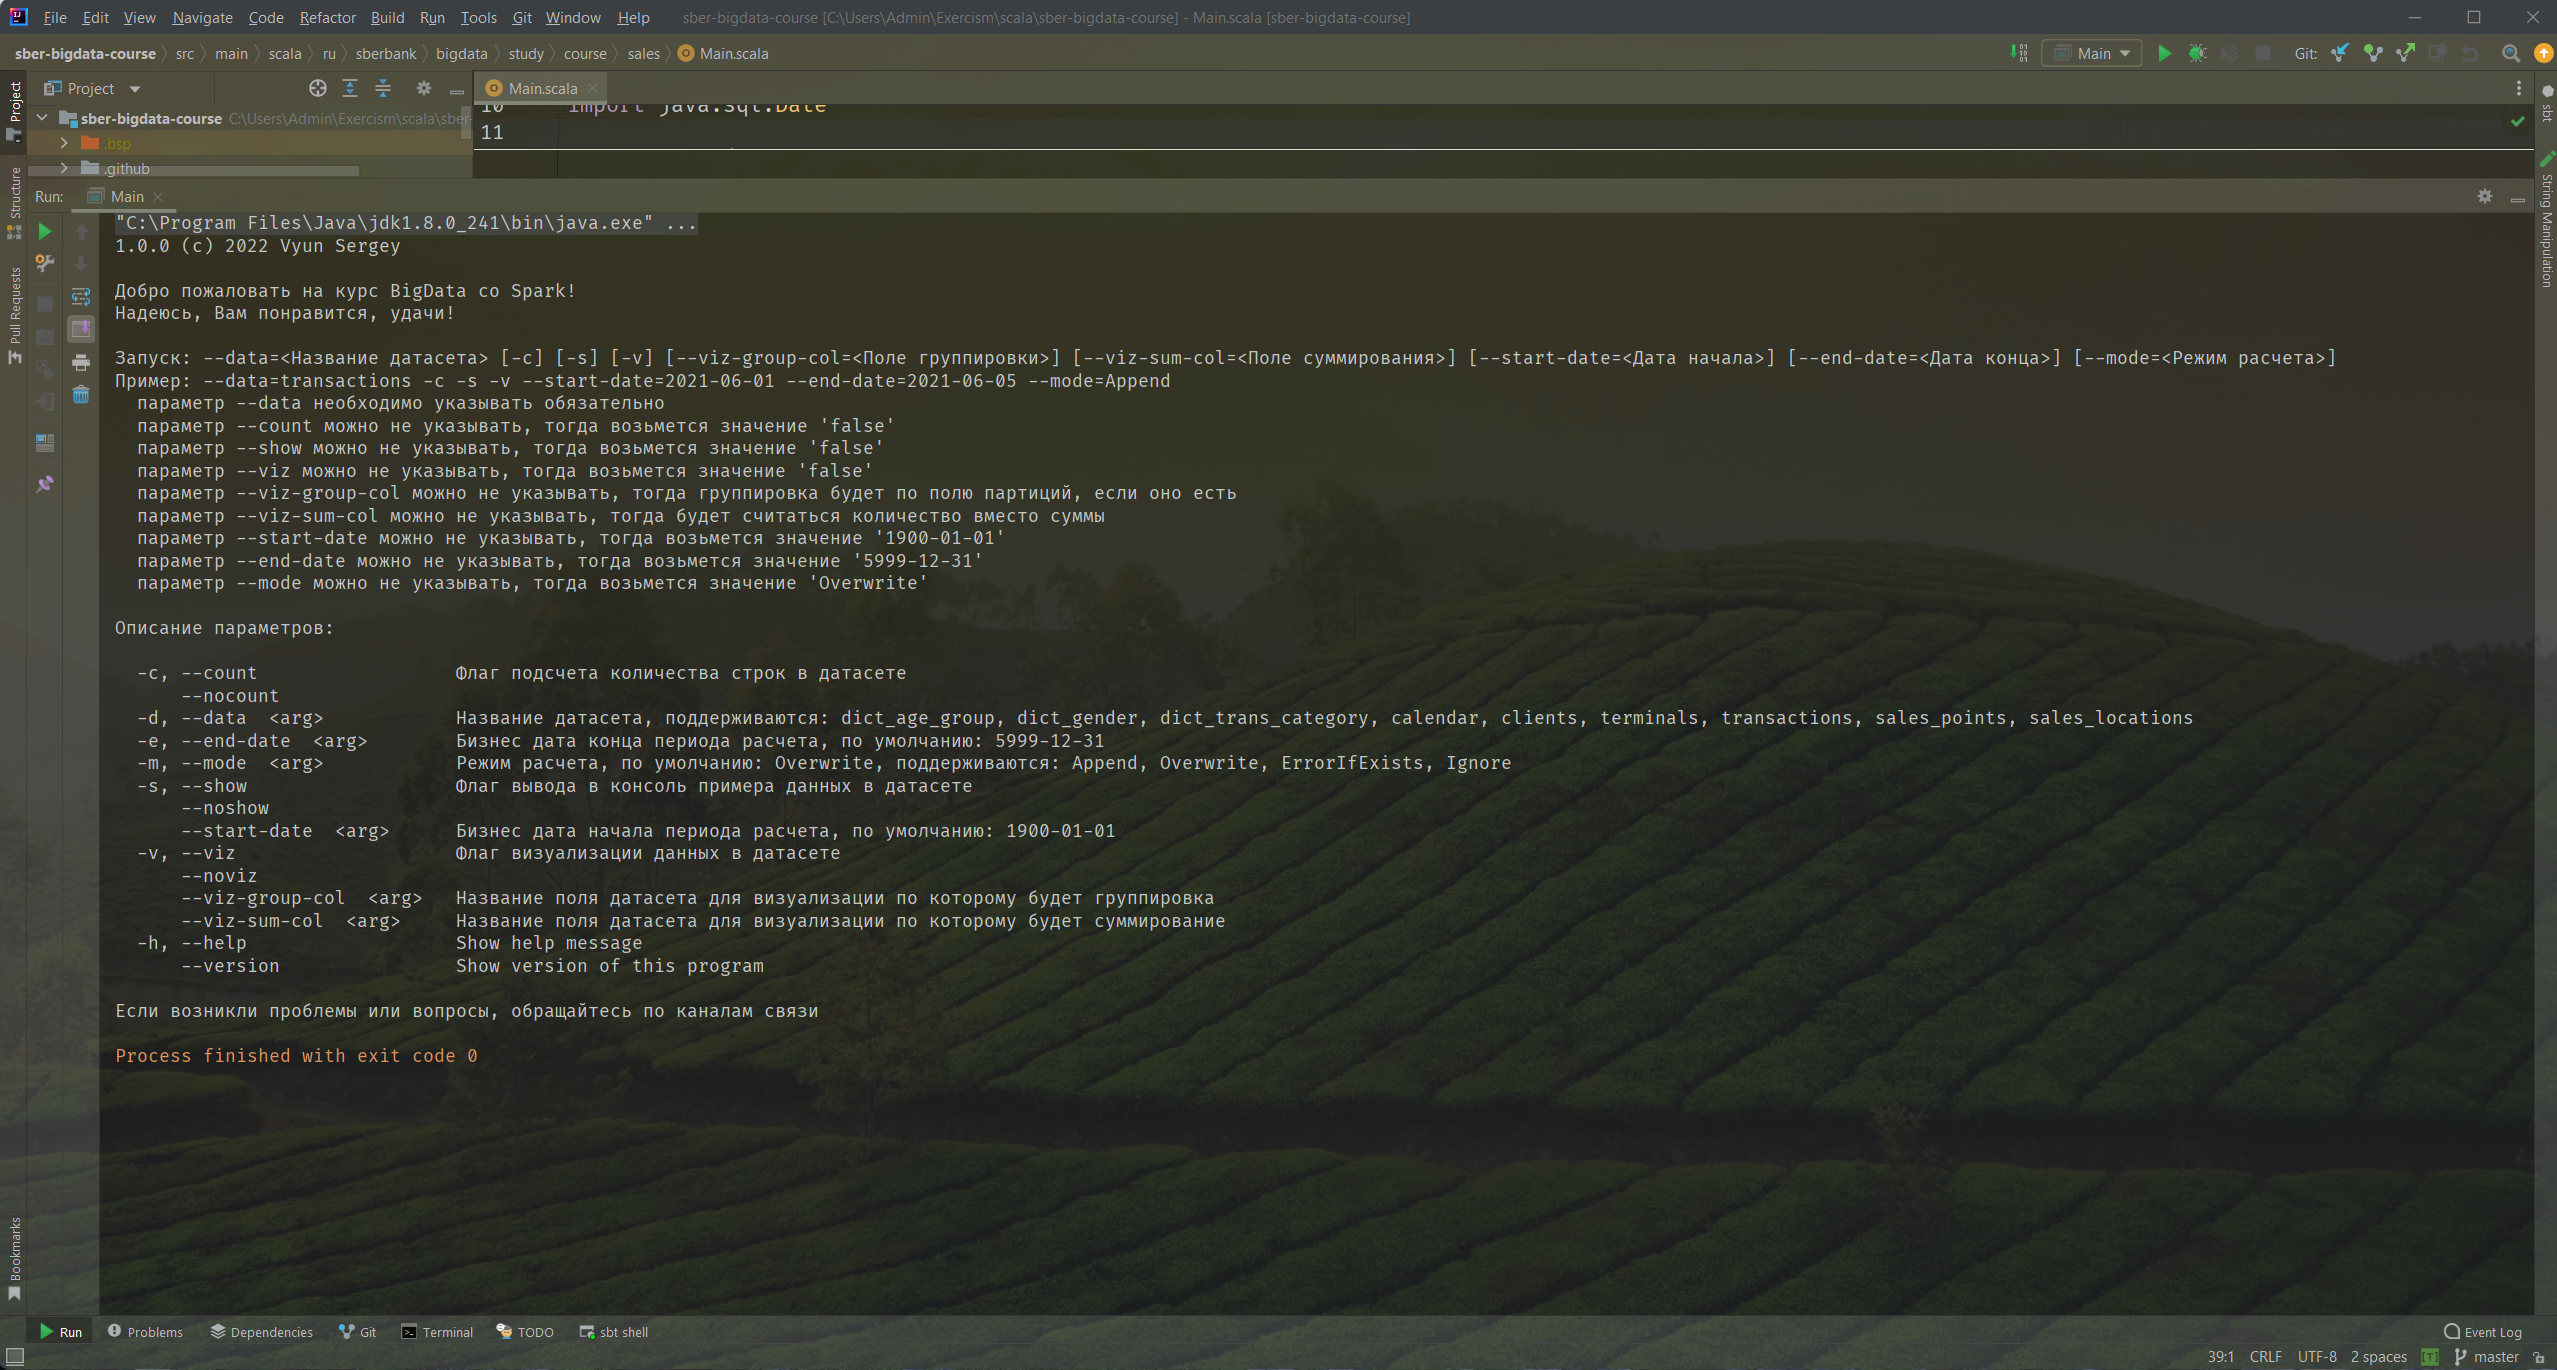 File Edit View Navigate Code Refactor Build Run Tools Git Window Help sber-bigdata-course [C:\Users\Admin\Exercism\scala\sber-bigdata-course] - Main.scala [sber-bigdata-course]
sber-bigdata-course src main scala ru sberbank bigdata study course sales Main.scala Main Git:
Project Main.scala
10 import java.sql.Date
sber-bigdata-course C:\Users\Admin\Exercism\scala\sber-
11
.bsp
.github
Run: Main
"C:\Program Files\Java\jdk1.8.0_241\bin\java.exe" ...
1.0.0 (c) 2022 Vyun Sergey
Добро пожаловать на курс BigData со Spark!
Надеюсь, Вам понравится, удачи!
Запуск: --data=<Название датасета> [-c] [-s] [-v] [--viz-group-col=<Поле группировки>] [--viz-sum-col=<Поле суммирования>] [--start-date=<Дата начала>] [--end-date=<Дата конца>] [--mode=<Режим расчета>]
Пример: --data=transactions -c -s -v --start-date=2021-06-01 --end-date=2021-06-05 --mode=Append
параметр --data необходимо указывать обязательно
параметр --count можно не указывать, тогда возьмется значение 'false'
параметр --show можно не указывать, тогда возьмется значение 'false'
параметр --viz можно не указывать, тогда возьмется значение 'false'
параметр --viz-group-col можно не указывать, тогда группировка будет по полю партиций, если оно есть
параметр --viz-sum-col можно не указывать, тогда будет считаться количество вместо суммы
параметр --start-date можно не указывать, тогда возьмется значение '1900-01-01'
параметр --end-date можно не указывать, тогда возьмется значение '5999-12-31'
параметр --mode можно не указывать, тогда возьмется значение 'Overwrite'
Описание параметров:
-c, --count Флаг подсчета количества строк в датасете
--nocount
-d, --data <arg> Название датасета, поддерживаются: dict_age_group, dict_gender, dict_trans_category, calendar, clients, terminals, transactions, sales_points, sales_locations
-e, --end-date <arg> Бизнес дата конца периода расчета, по умолчанию: 5999-12-31
-m, --mode <arg> Режим расчета, по умолчанию: Overwrite, поддерживаются: Append, Overwrite, ErrorIfExists, Ignore
-s, --show Флаг вывода в консоль примера данных в датасете
--noshow
--start-date <arg> Бизнес дата начала периода расчета, по умолчанию: 1900-01-01
-v, --viz Флаг визуализации данных в датасете
--noviz
--viz-group-col <arg> Название поля датасета для визуализации по которому будет группировка
--viz-sum-col <arg> Название поля датасета для визуализации по которому будет суммирование
-h, --help Show help message
--version Show version of this program
Если возникли проблемы или вопросы, обращайтесь по каналам связи
Process finished with exit code 0
Project
Structure
Pull Requests
Bookmarks
sbt
String Manipulation
Run Problems Dependencies Git Terminal TODO sbt shell Event Log
39:1 CRLF UTF-8 2 spaces [T] master